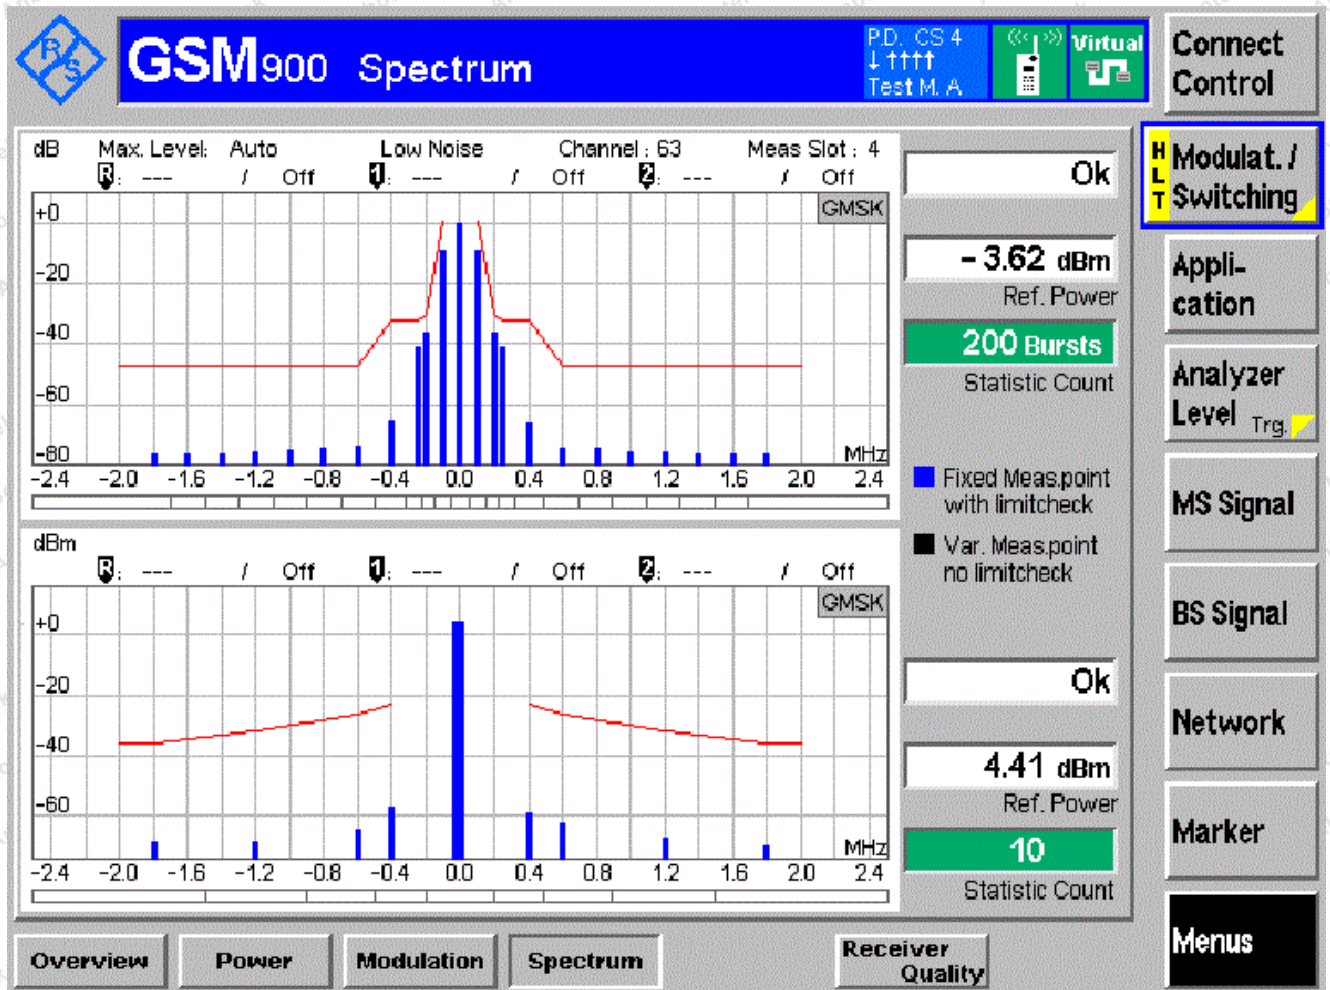 R S
GSM900 Spectrum
P.D. CS 4
↓↑↑↑↑
Test M. A
Virtual
Connect
Control
dB Max. Level: Auto Low Noise Channel : 63 Meas Slot : 4
R: --- / Off 1: --- / Off 2: --- / Off
GMSK
+0
-20
-40
-60
-80
MHz
-2.4 -2.0 -1.6 -1.2 -0.8 -0.4 0.0 0.4 0.8 1.2 1.6 2.0 2.4
Ok
- 3.62 dBm
Ref. Power
200 Bursts
Statistic Count
Fixed Meas.point
with limitcheck
Var. Meas.point
no limitcheck
dBm
R: --- / Off 1: --- / Off 2: --- / Off
GMSK
+0
-20
-40
-60
MHz
-2.4 -2.0 -1.6 -1.2 -0.8 -0.4 0.0 0.4 0.8 1.2 1.6 2.0 2.4
Ok
4.41 dBm
Ref. Power
10
Statistic Count
HLT
Modulat. /
Switching
Appli-
cation
Analyzer
Level Trg.
MS Signal
BS Signal
Network
Marker
Menus
Overview
Power
Modulation
Spectrum
Receiver
Quality